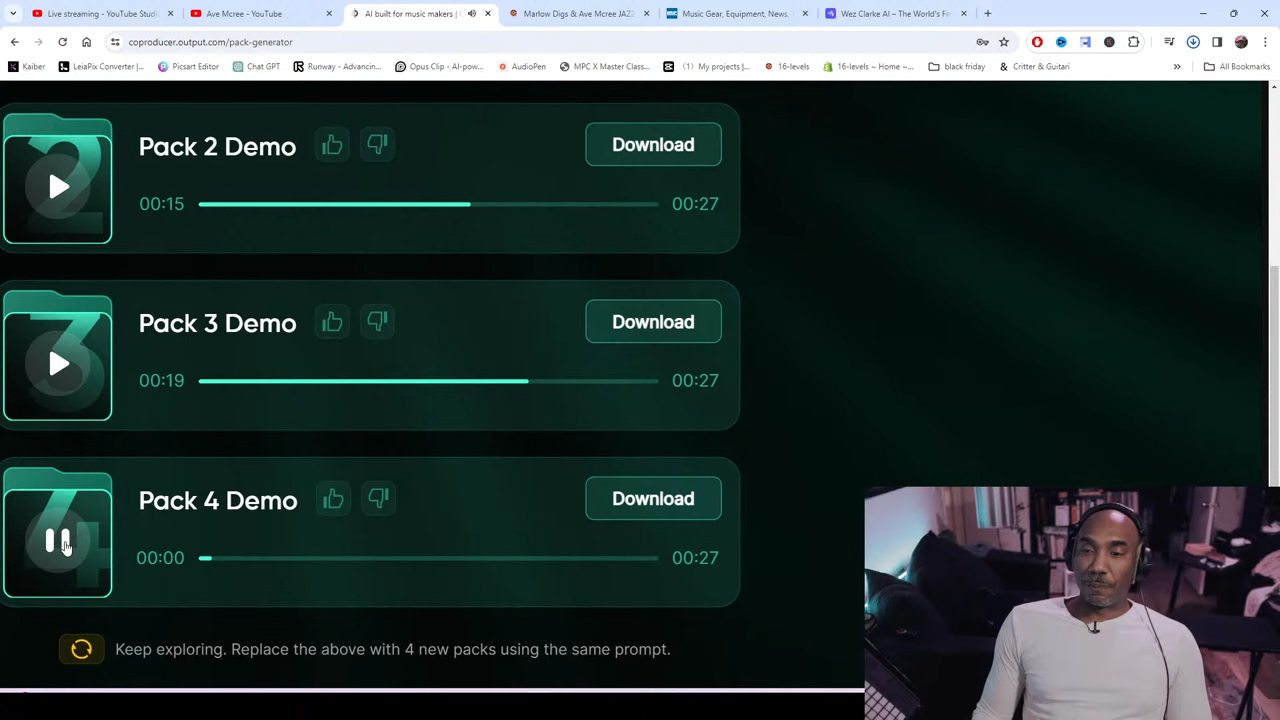 Live streaming - YouTube Studi
Ave Mcree - YouTube
AI built for music makers |
Marlow Digs & Ave Mcree JAZZ
Music Gear, Equipment, News,
Wez Clarke AI – The World's Fir
coproducer.output.com/pack-generator
Kaiber
LeiaPix Converter |...
Picsart Editor
Chat GPT
Runway - Advancing...
Opus Clip - AI-pow...
AudioPen
MPC X Master Class...
(1) My projects |...
16-levels
16-levels ~ Home ~...
black friday
Critter & Guitari
All Bookmarks
2
Pack 2 Demo
Download
00:15
00:27
3
Pack 3 Demo
Download
00:19
00:27
4
Pack 4 Demo
Download
00:00
00:27
Keep exploring. Replace the above with 4 new packs using the same prompt.